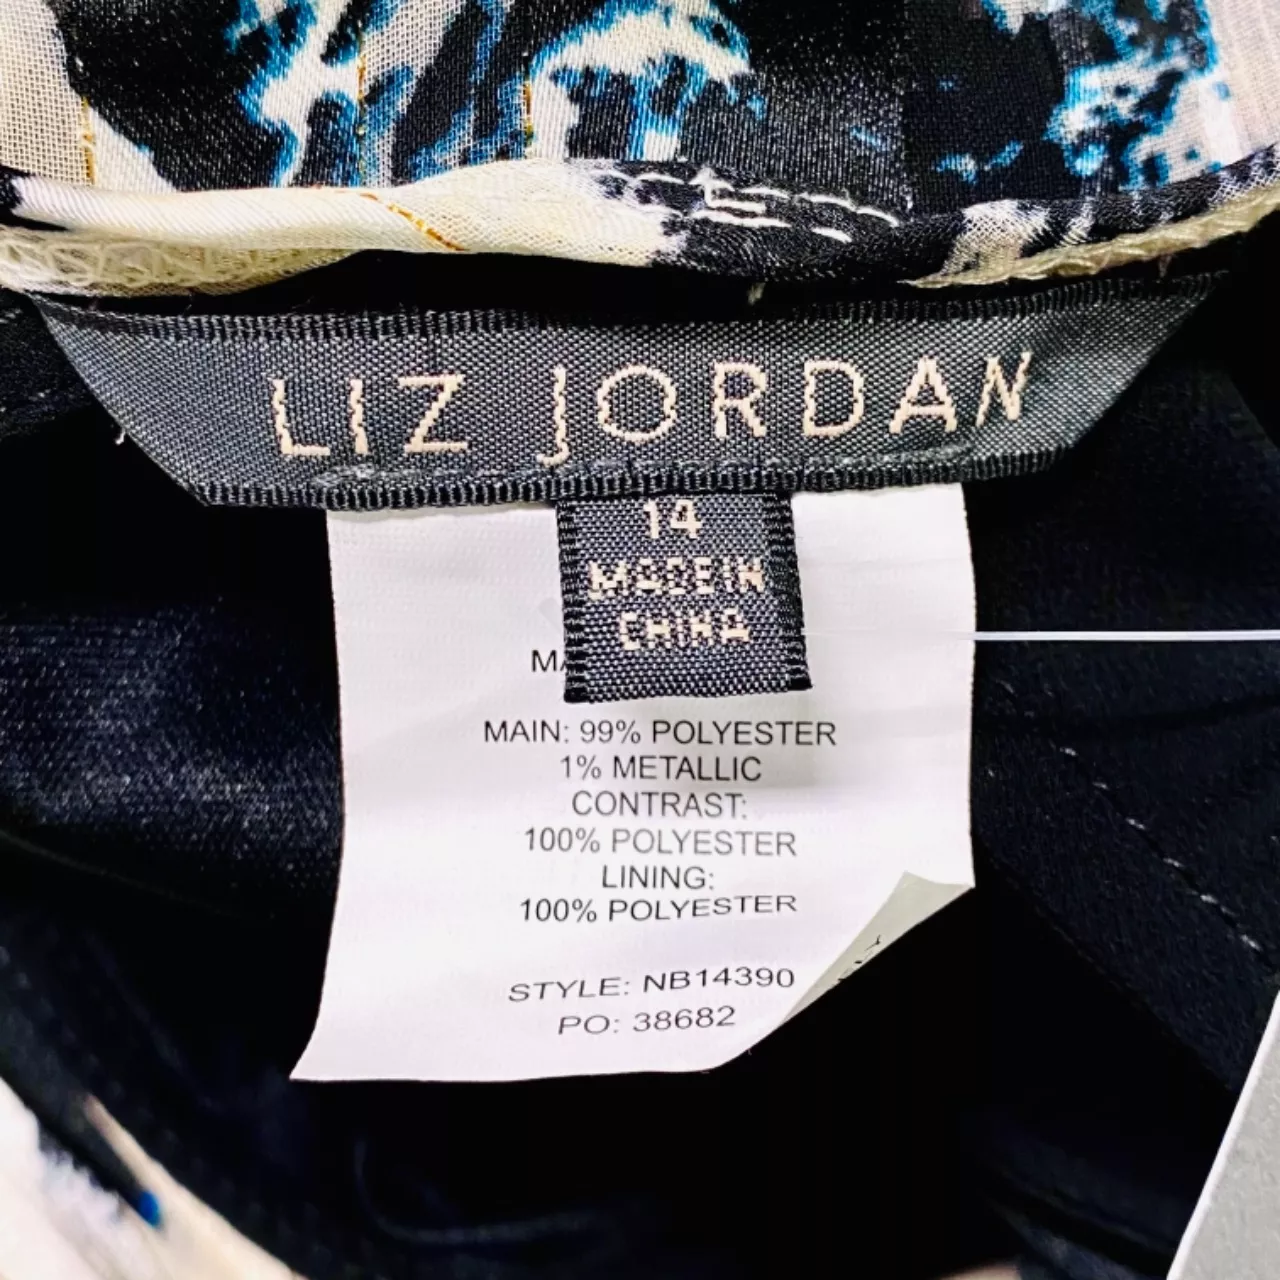 LIZ JORDAN
14
MADE IN
CHINA
MAIN: 99% POLYESTER
1% METALLIC
CONTRAST:
100% POLYESTER
LINING:
100% POLYESTER
STYLE: NB14390
PO: 38682